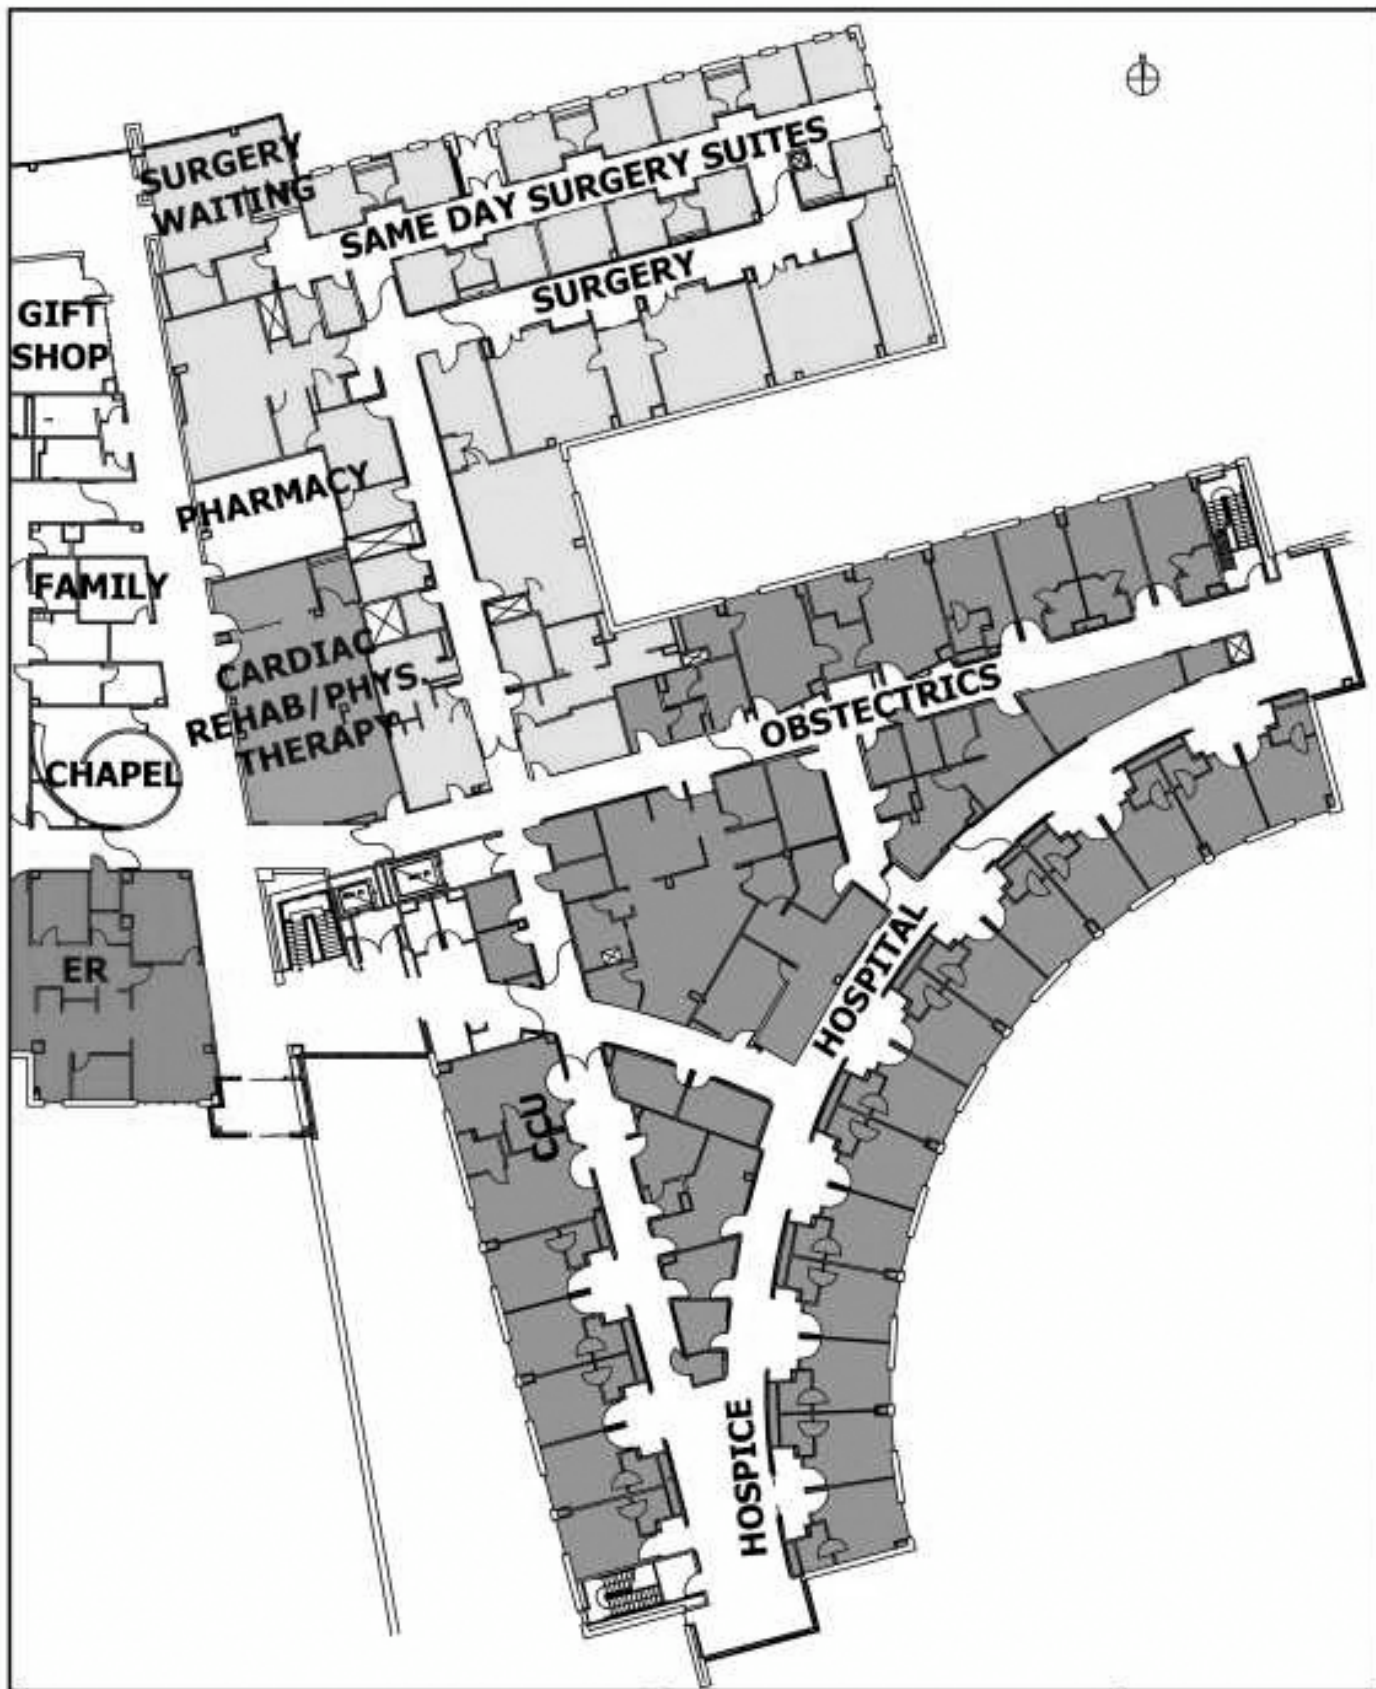 SURGERY
WAITING
SAME DAY SURGERY SUITES
SURGERY
GIFT
SHOP
PHARMACY
FAMILY
CARDIAC
REHAB/PHYS.
THERAPY
OBSTECTRICS
CHAPEL
ER
HOSPITAL
CCU
HOSPICE